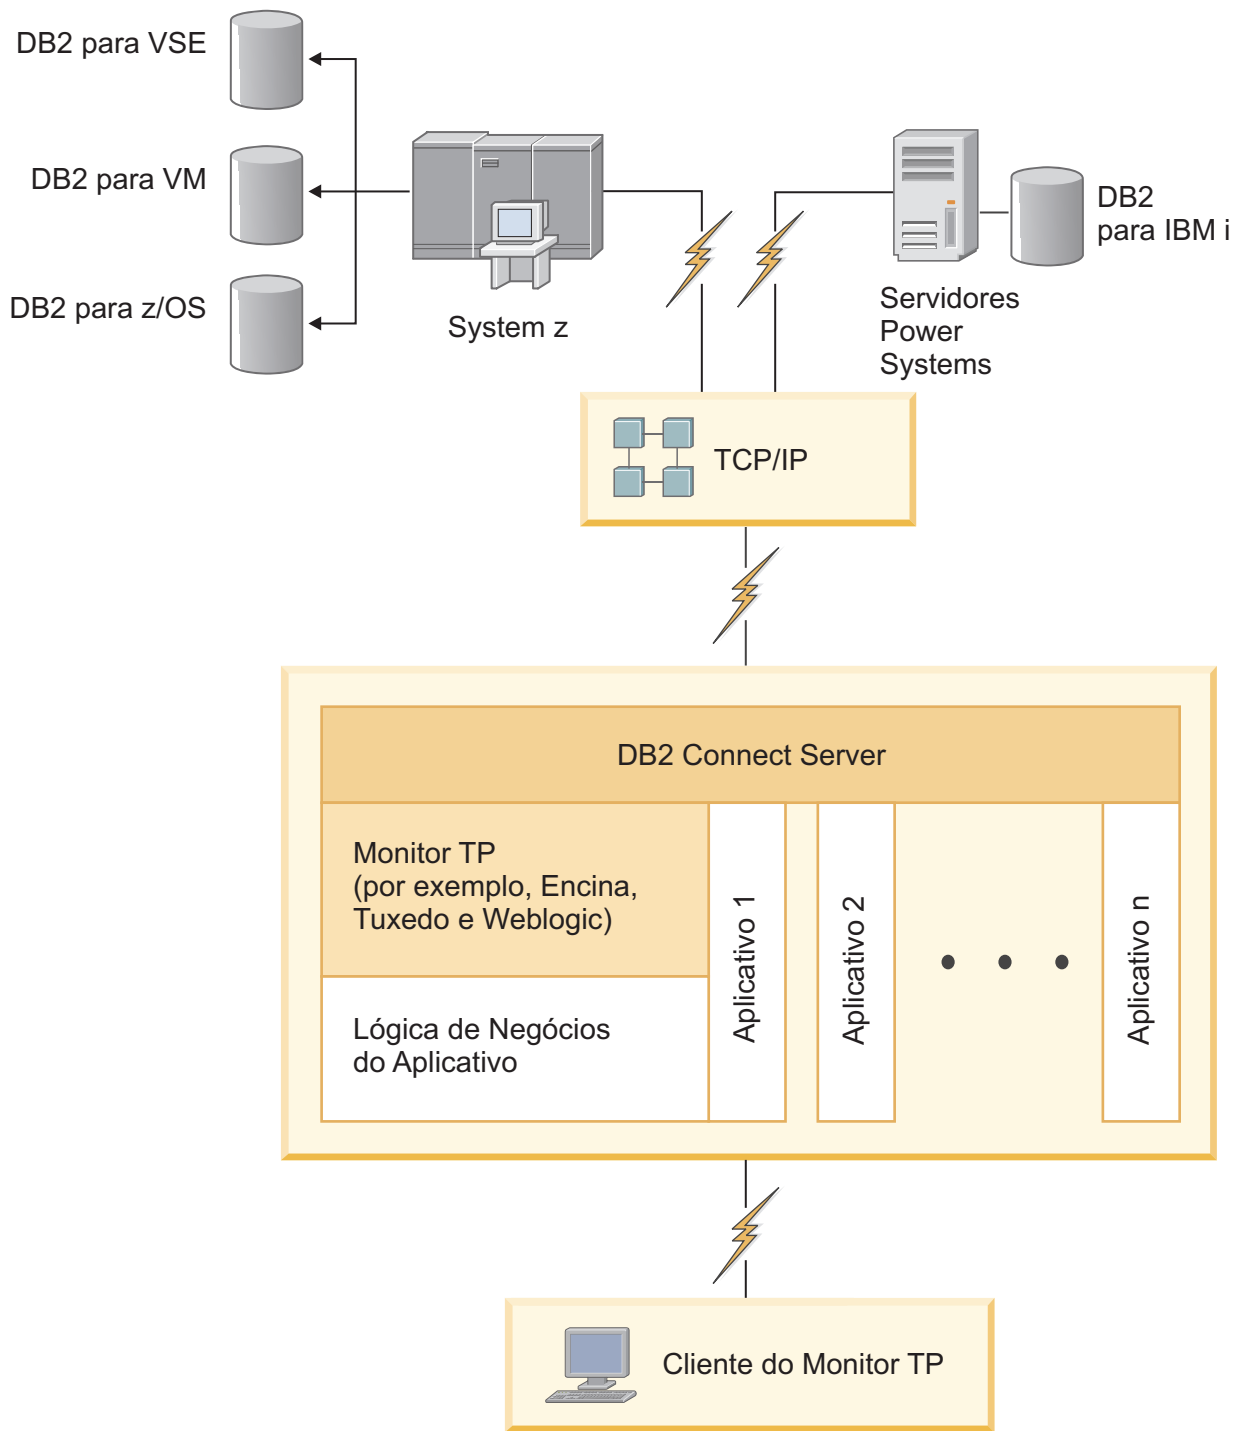 DB2 para VSE
DB2 para VM
DB2 para z/OS
System z
DB2
para IBM i
Servidores
Power
Systems
TCP/IP
DB2 Connect Server
Monitor TP
(por exemplo, Encina,
Tuxedo e Weblogic)
Lógica de Negócios
do Aplicativo
Aplicativo 1
Aplicativo 2
Aplicativo n
Cliente do Monitor TP